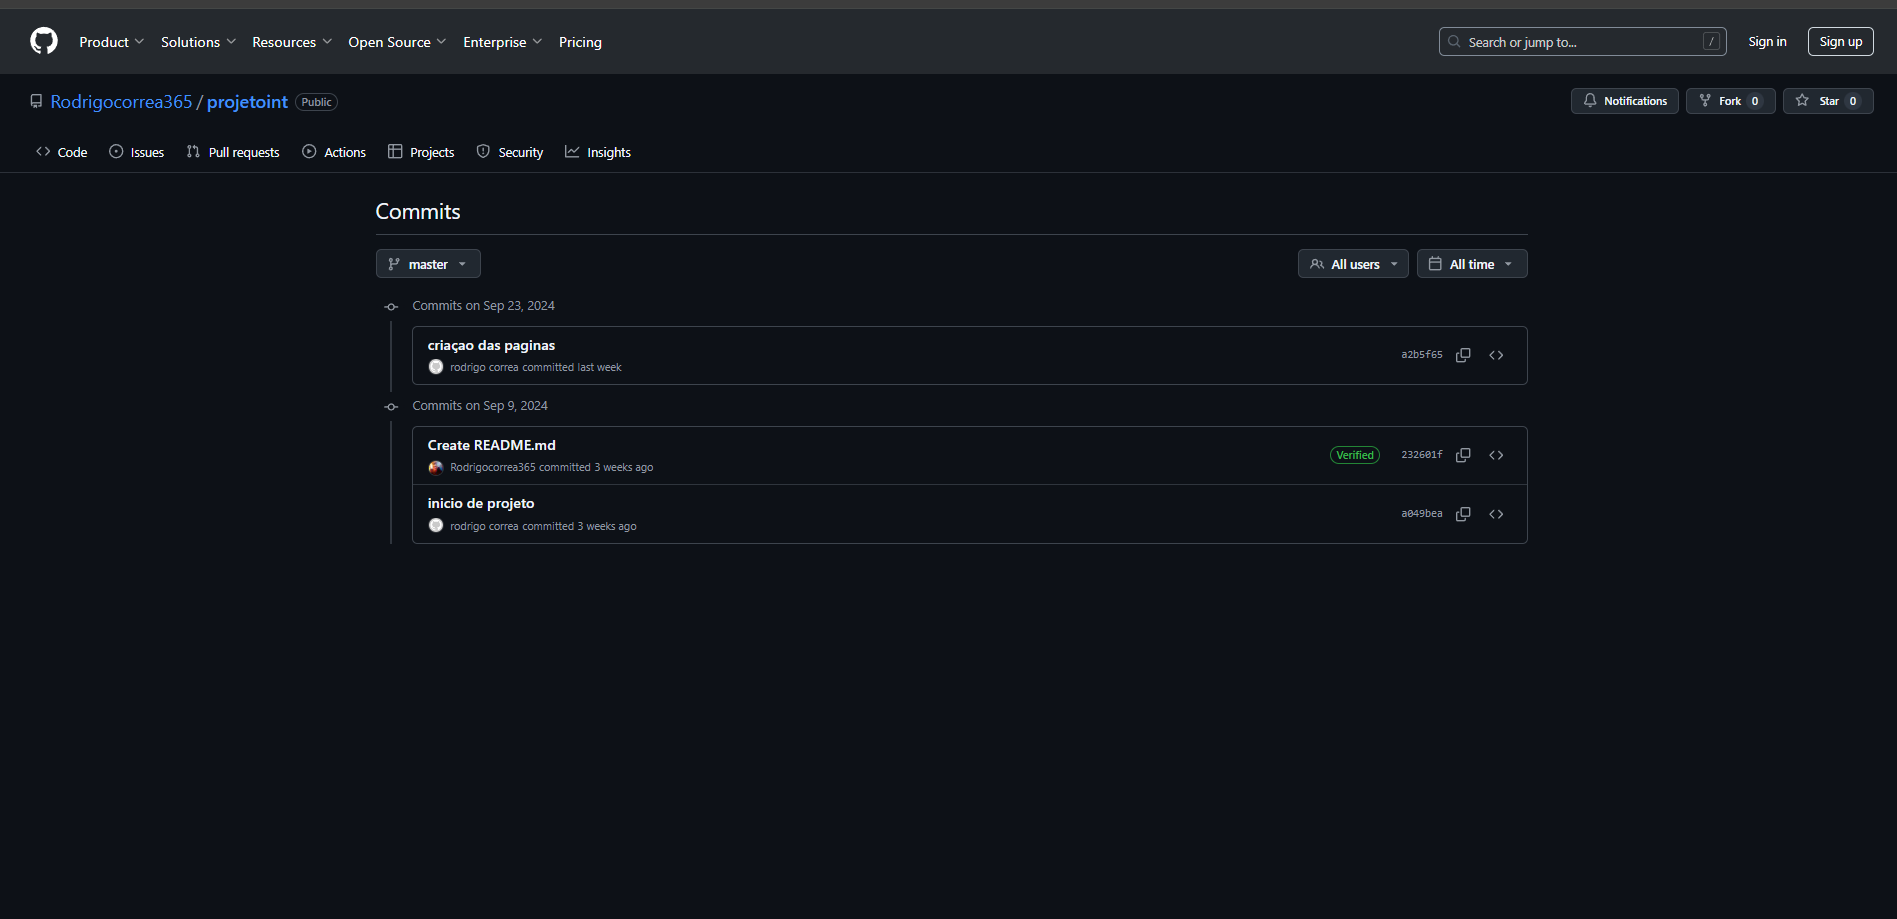 Product Solutions Resources Open Source Enterprise Pricing Search or jump to... / Sign in Sign up
Rodrigocorrea365 / projetoint Public Notifications Fork 0 Star 0
Code Issues Pull requests Actions Projects Security Insights
Commits
master All users All time
Commits on Sep 23, 2024
criaçao das paginas
rodrigo correa committed last week
a2b5f65
Commits on Sep 9, 2024
Create README.md
Rodrigocorrea365 committed 3 weeks ago
Verified 232601f
inicio de projeto
rodrigo correa committed 3 weeks ago
a049bea